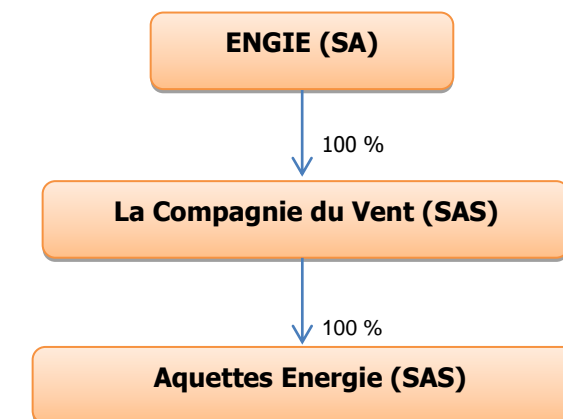 ENGIE (SA)
100 %
La Compagnie du Vent (SAS)
100 %
Aquettes Energie (SAS)